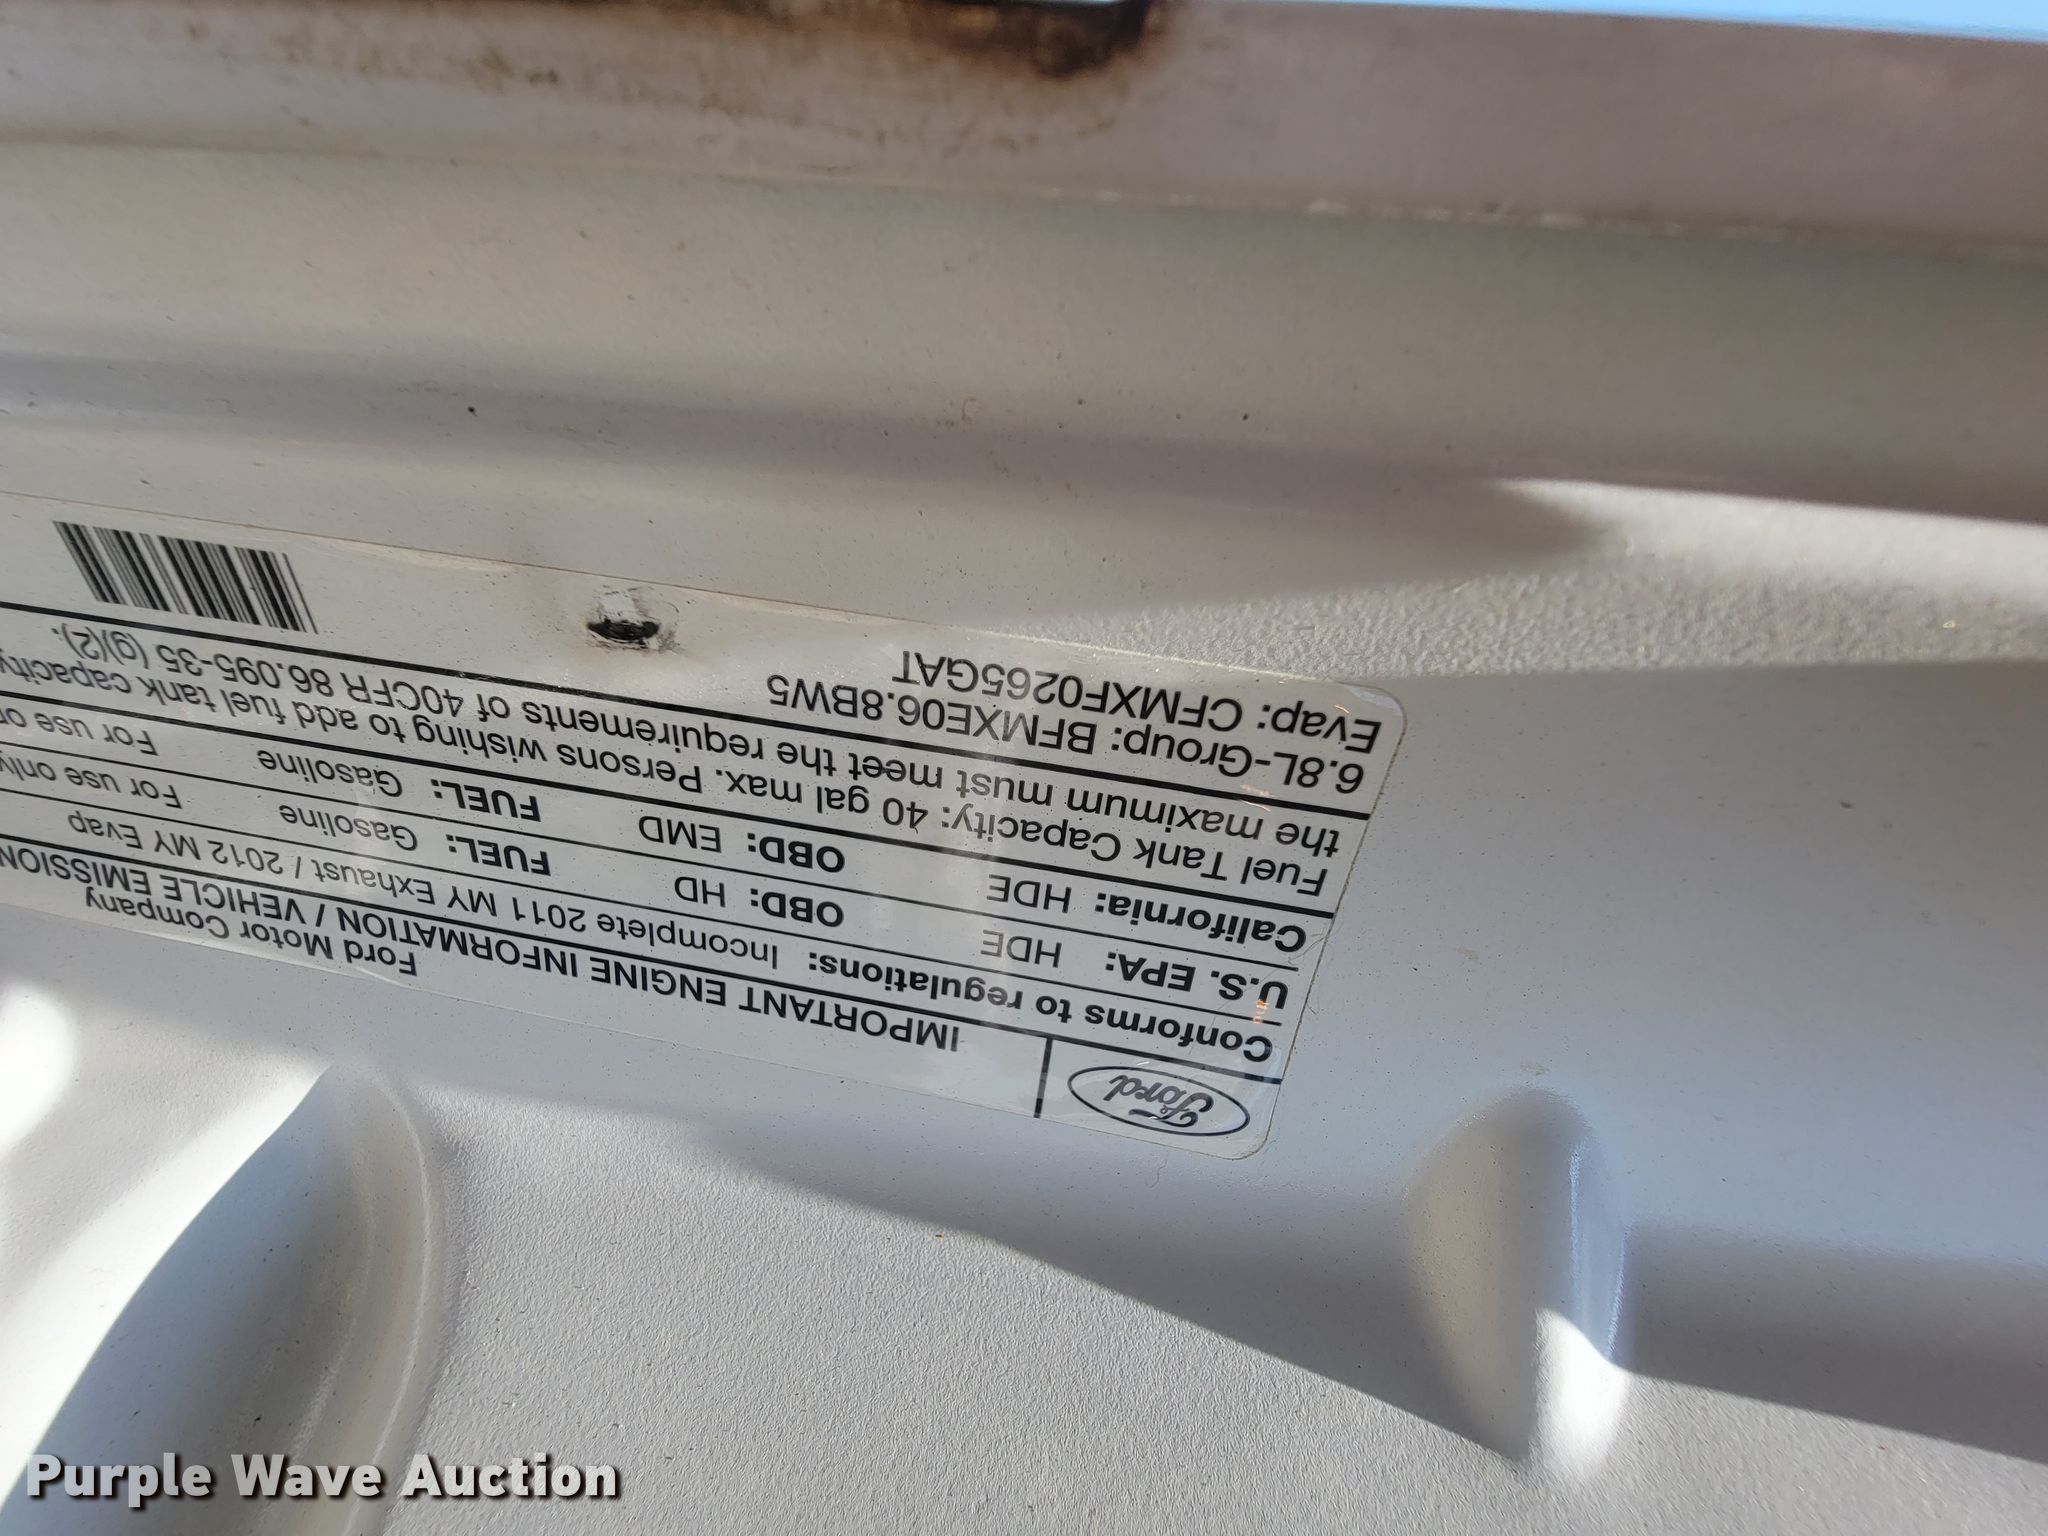 Ford
Ford Motor Company
IMPORTANT ENGINE INFORMATION / VEHICLE EMISSION
Conforms to regulations: Incomplete 2011 MY Exhaust / 2012 MY Evap
U.S. EPA: HDE OBD: HD FUEL: Gasoline For use only
California: HDE OBD: EMD FUEL: Gasoline For use on
Fuel Tank Capacity: 40 gal max. Persons wishing to add fuel tank capacity
the maximum must meet the requirements of 40CFR 86.095-35 (g)(2).
6.8L-Group: BFMXE06.8BW5
Evap: CFMXF0265GAT
Purple Wave Auction